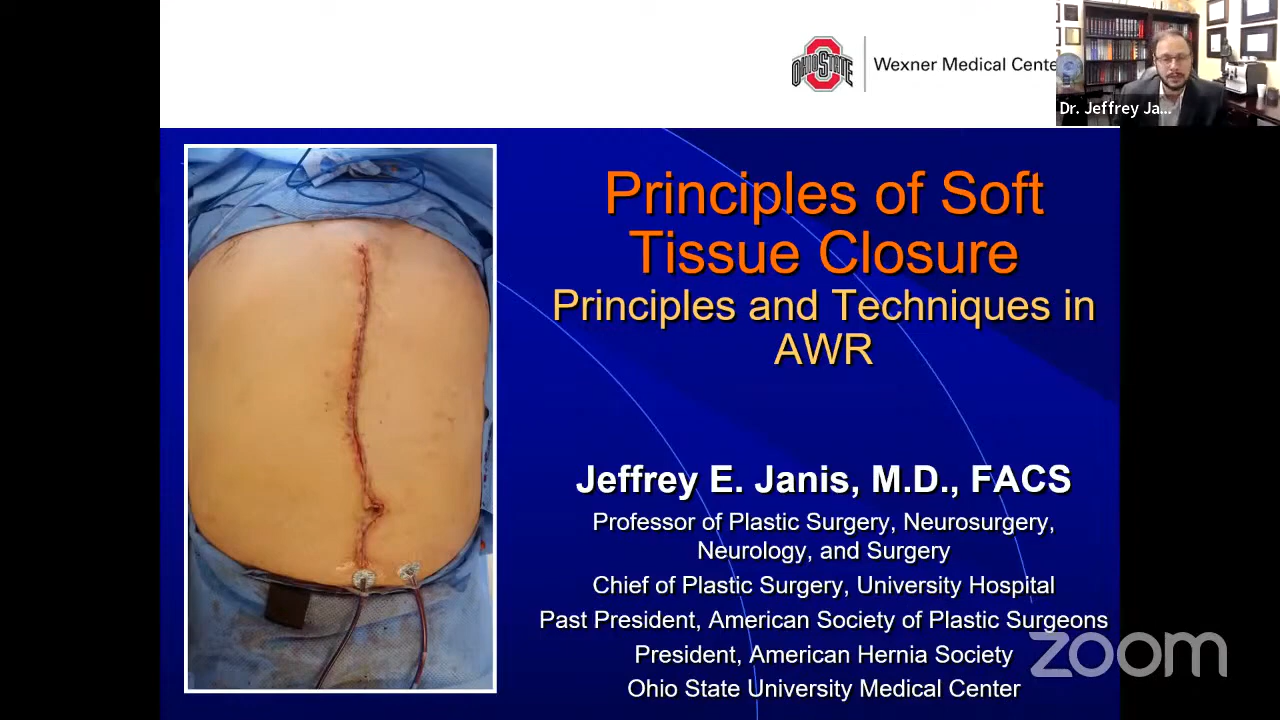 OHIO STATE
Wexner Medical Cente
Dr. Jeffrey Ja...
Principles of Soft
Tissue Closure
Principles and Techniques in
AWR
Jeffrey E. Janis, M.D., FACS
Professor of Plastic Surgery, Neurosurgery,
Neurology, and Surgery
Chief of Plastic Surgery, University Hospital
Past President, American Society of Plastic Surgeons
President, American Hernia Society
Ohio State University Medical Center
zoom